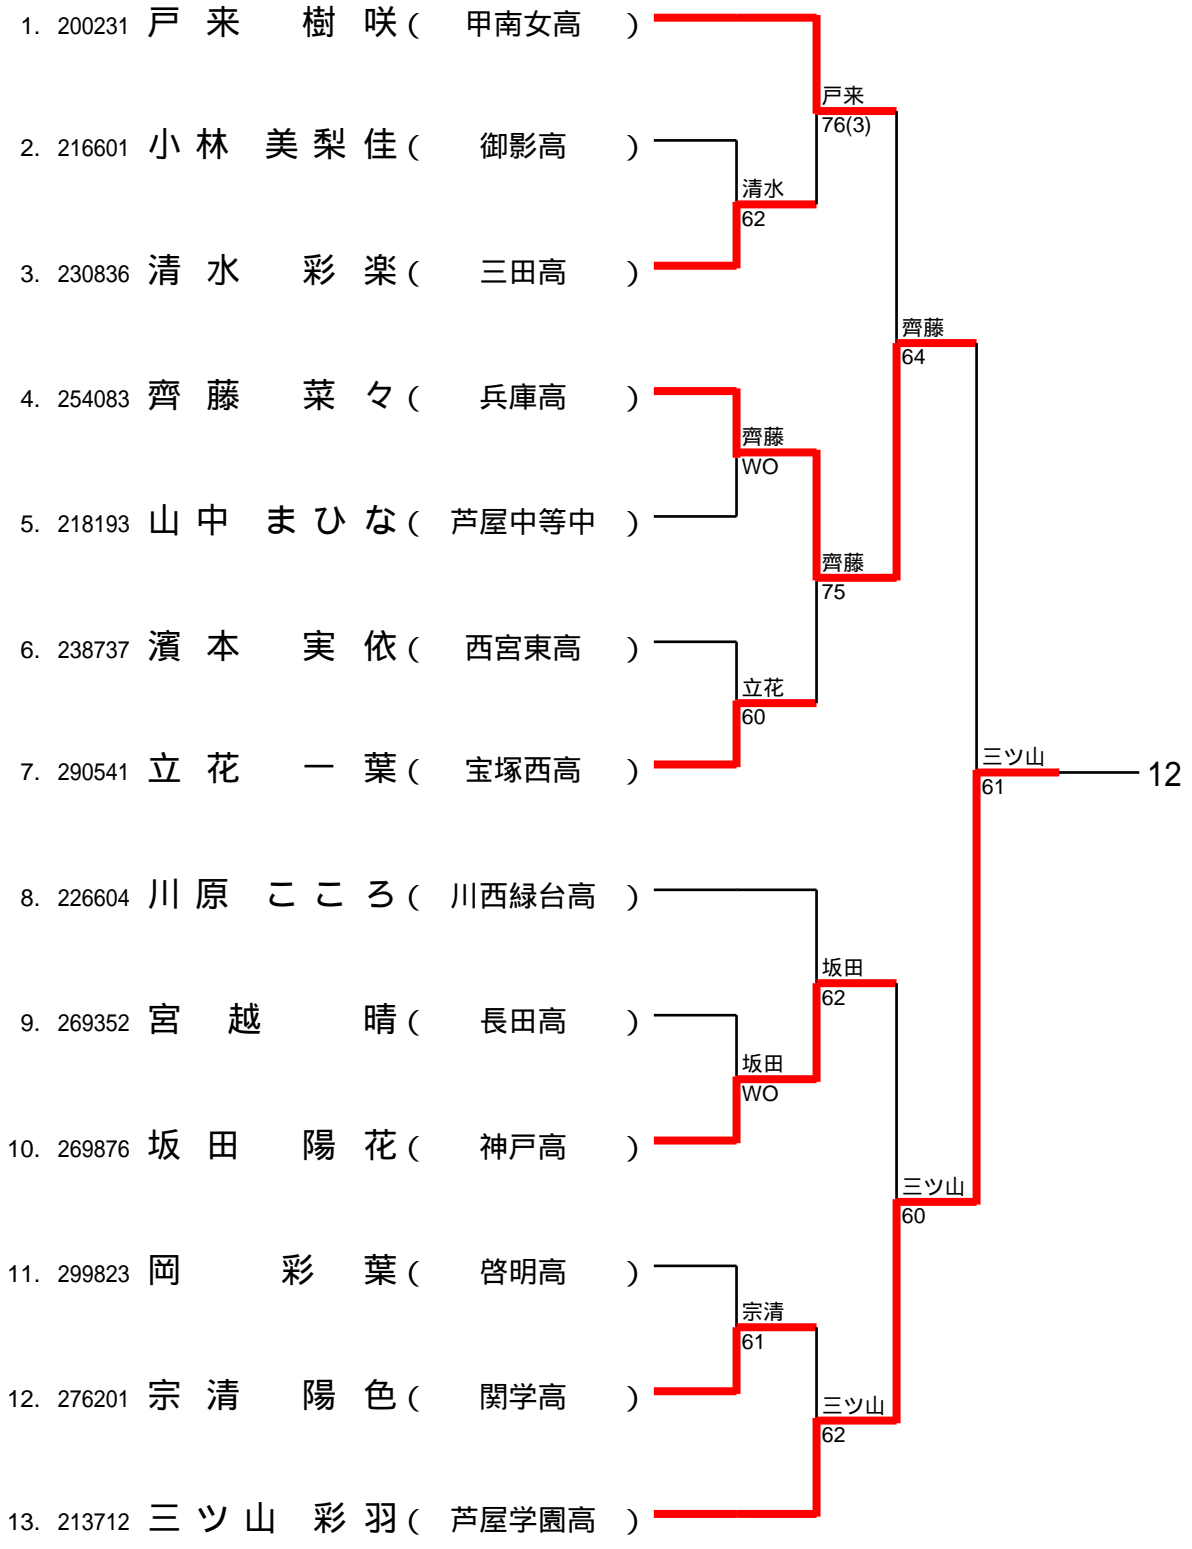 1. 200231 戸来 樹咲 ( 甲南女高 )
戸来
76(3)
2. 216601 小林 美梨佳 ( 御影高 )
清水
62
3. 230836 清水 彩楽 ( 三田高 )
齊藤
64
4. 254083 齊藤 菜々 ( 兵庫高 )
齊藤
WO
5. 218193 山中 まひな ( 芦屋中等中 )
齊藤
75
6. 238737 濱本 実依 ( 西宮東高 )
立花
60
7. 290541 立花 一葉 ( 宝塚西高 )
三ツ山
61
12
8. 226604 川原 こころ ( 川西緑台高 )
坂田
62
9. 269352 宮越 晴 ( 長田高 )
坂田
WO
10. 269876 坂田 陽花 ( 神戸高 )
三ツ山
60
11. 299823 岡 彩葉 ( 啓明高 )
宗清
61
12. 276201 宗清 陽色 ( 関学高 )
三ツ山
62
13. 213712 三ツ山 彩羽 ( 芦屋学園高 )